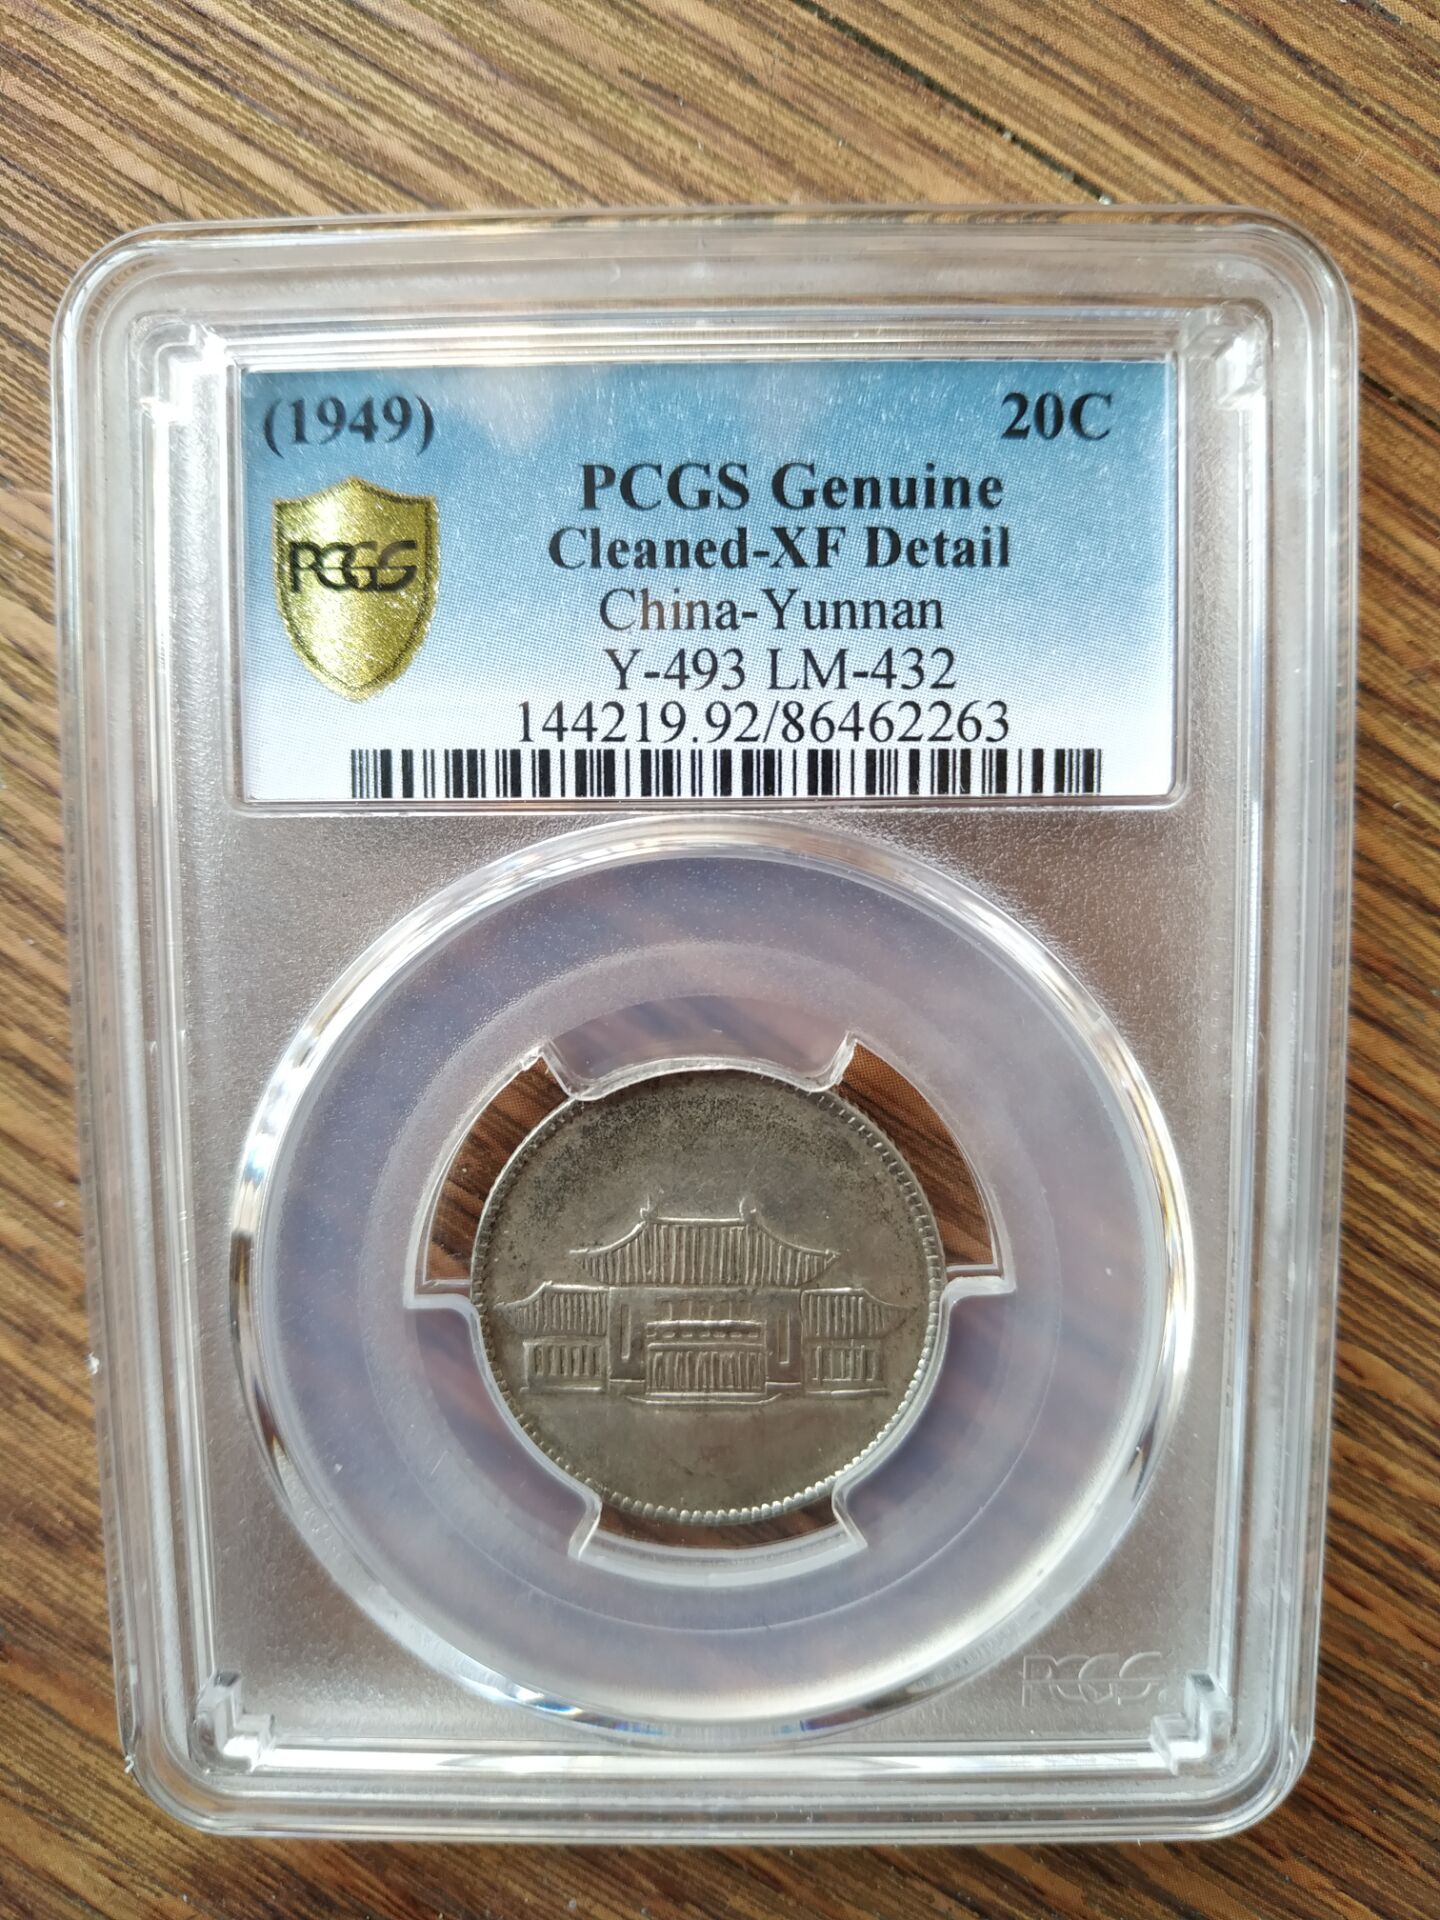 (1949) 20C
PCGS Genuine
Cleaned-XF Detail
PCGS
China-Yunnan
Y-493 LM-432
144219.92/86462263
PCGS